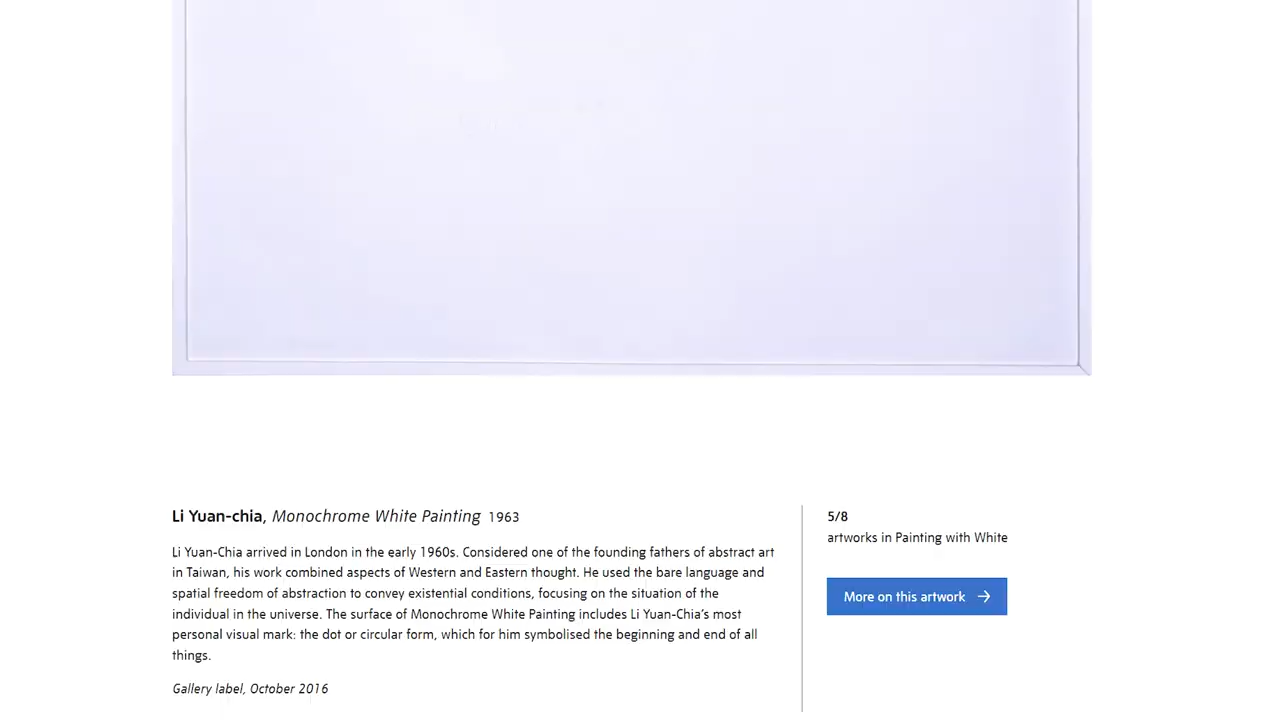 Li Yuan-chia, Monochrome White Painting 1963
Li Yuan-Chia arrived in London in the early 1960s. Considered one of the founding fathers of abstract art
in Taiwan, his work combined aspects of Western and Eastern thought. He used the bare language and
spatial freedom of abstraction to convey existential conditions, focusing on the situation of the
individual in the universe. The surface of Monochrome White Painting includes Li Yuan-Chia’s most
personal visual mark: the dot or circular form, which for him symbolised the beginning and end of all
things.
Gallery label, October 2016
5/8
artworks in Painting with White
More on this artwork →